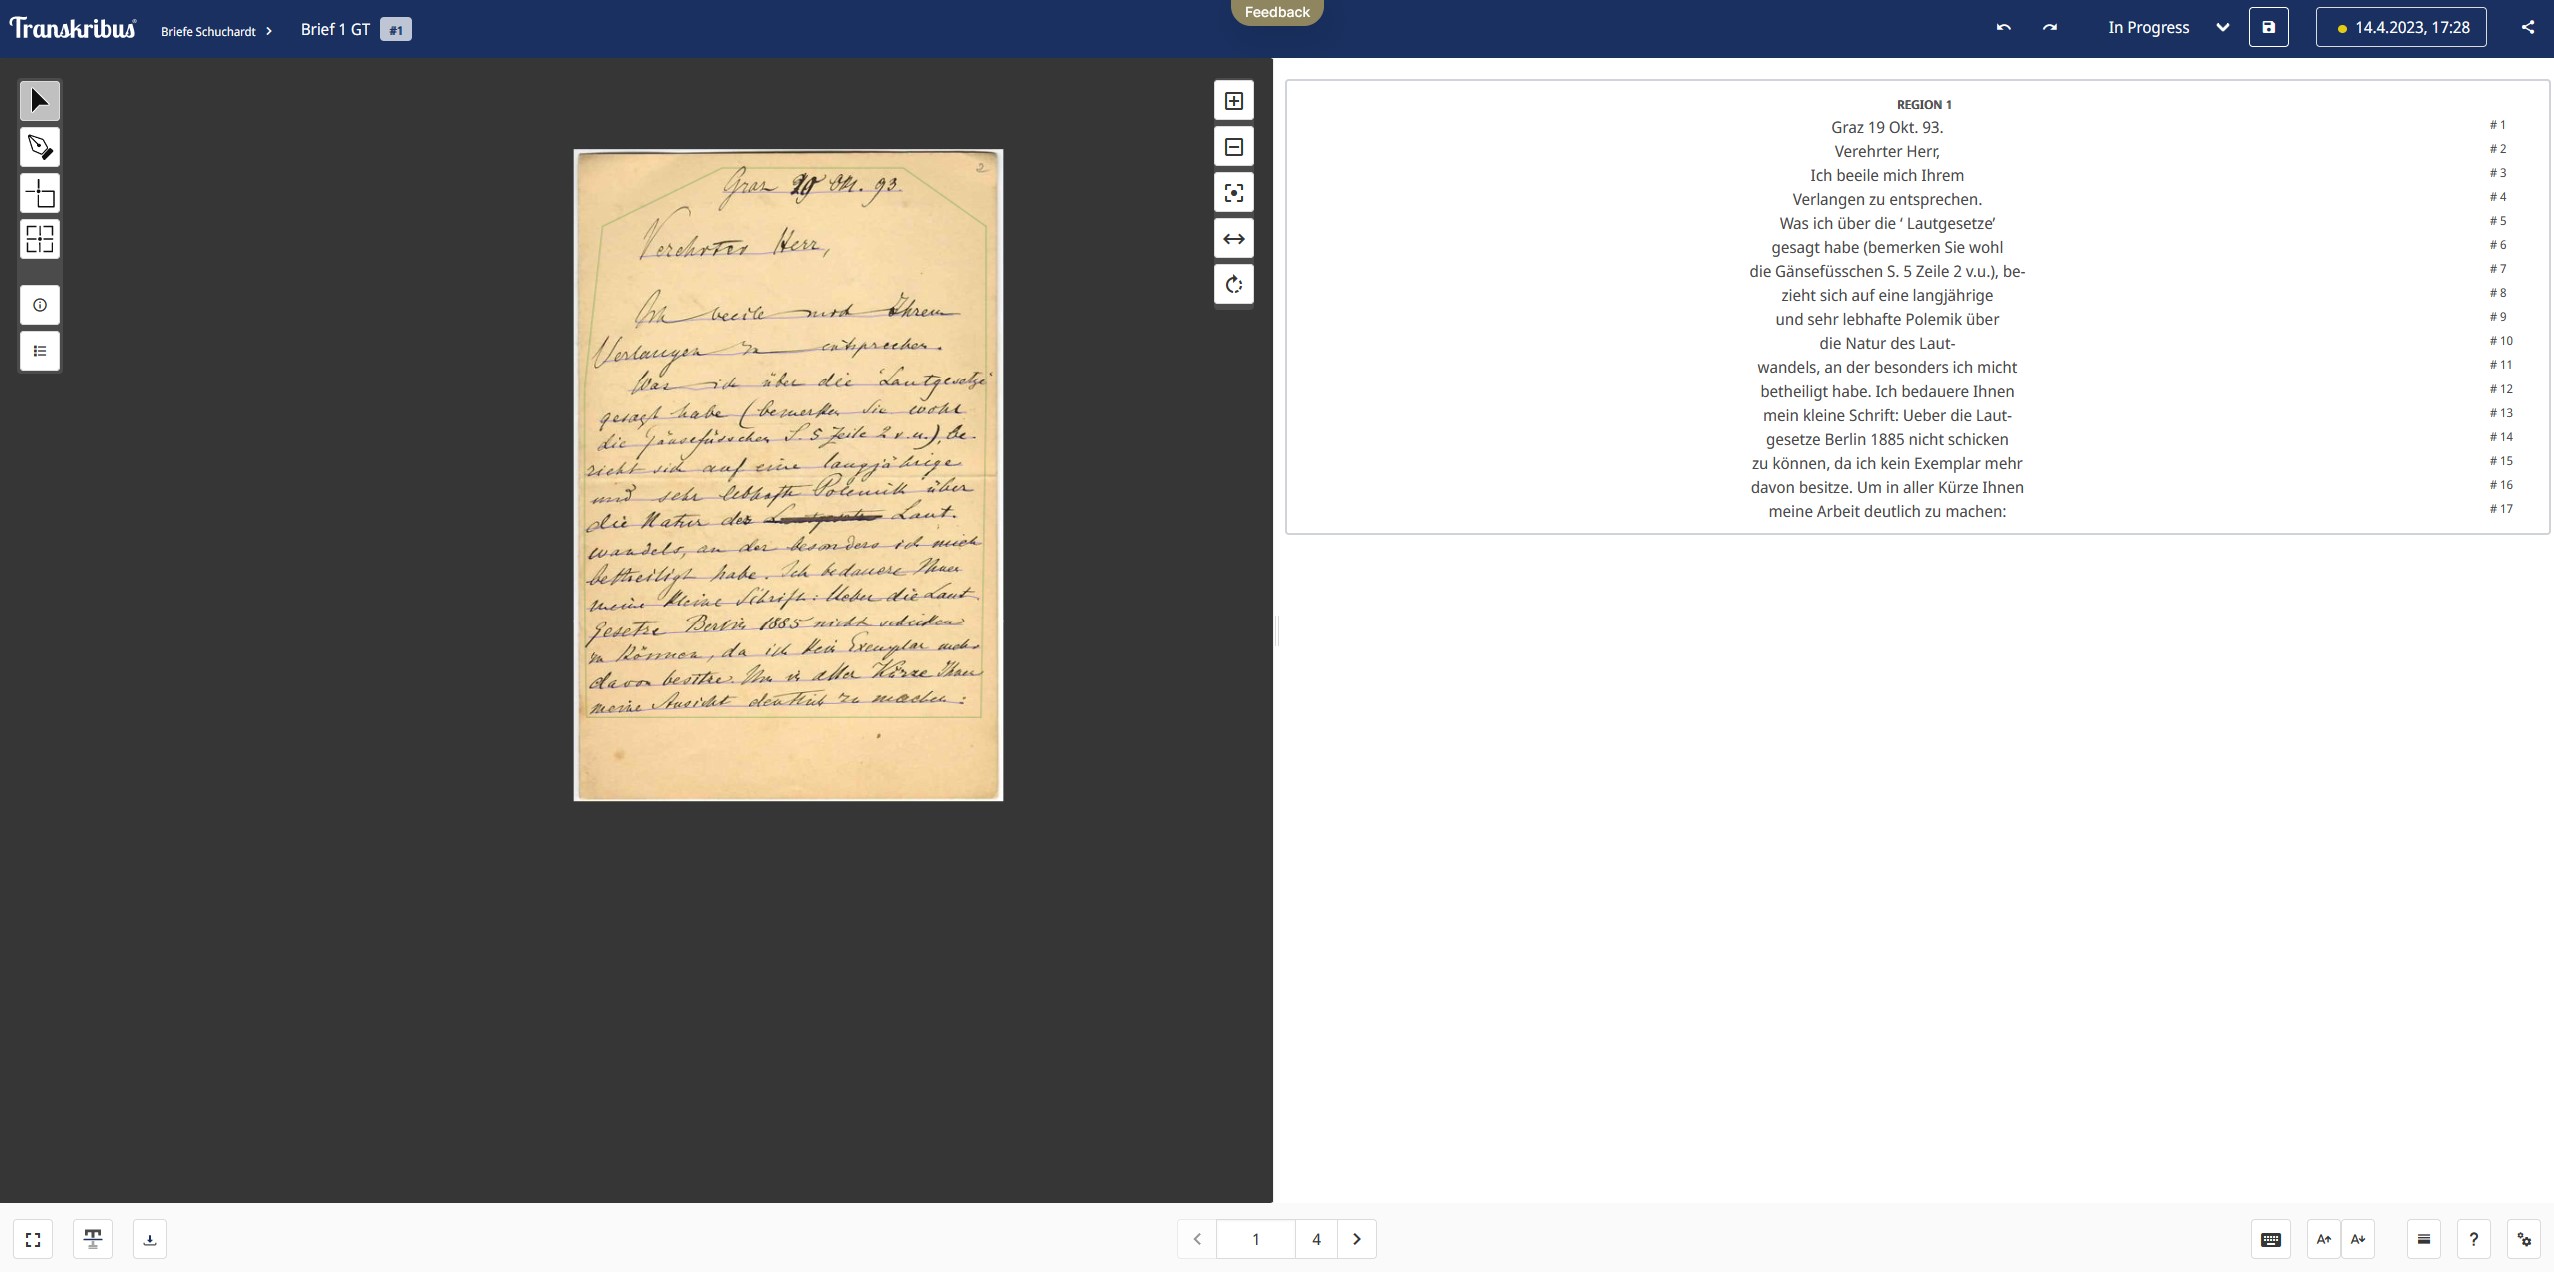 Transkribus
Briefe Schuchardt
Brief 1 GT
#1
Feedback
In Progress
14.4.2023, 17:28
2
Graz 29 Okt. 93.
Verehrter Herr,
Ich beeile mich Ihrem
Verlangen zu entsprechen.
Was ich über die 'Lautgesetze'
gesagt habe (bemerken Sie wohl
die Gänsefüsschen S. 5 Zeile 2 v.u.), be-
zieht sich auf eine langjährige
und sehr lebhafte Polemik über
die Natur des Laut-
wandels, an der besonders ich mich
betheiligt habe. Ich bedauere Ihnen
meine kleine Schrift: Ueber die Laut-
gesetze Berlin 1885 nicht schicken
zu können, da ich kein Exemplar mehr
davon besitze. Um in aller Kürze Ihnen
meine Ansicht deutlich zu machen:
REGION 1
Graz 19 Okt. 93. #1
Verehrter Herr, #2
Ich beeile mich Ihrem #3
Verlangen zu entsprechen. #4
Was ich über die ‘ Lautgesetze’ #5
gesagt habe (bemerken Sie wohl #6
die Gänsefüsschen S. 5 Zeile 2 v.u.), be- #7
zieht sich auf eine langjährige #8
und sehr lebhafte Polemik über #9
die Natur des Laut- #10
wandels, an der besonders ich micht #11
betheiligt habe. Ich bedauere Ihnen #12
mein kleine Schrift: Ueber die Laut- #13
gesetze Berlin 1885 nicht schicken #14
zu können, da ich kein Exemplar mehr #15
davon besitze. Um in aller Kürze Ihnen #16
meine Arbeit deutlich zu machen: #17
1
4
A
A
?